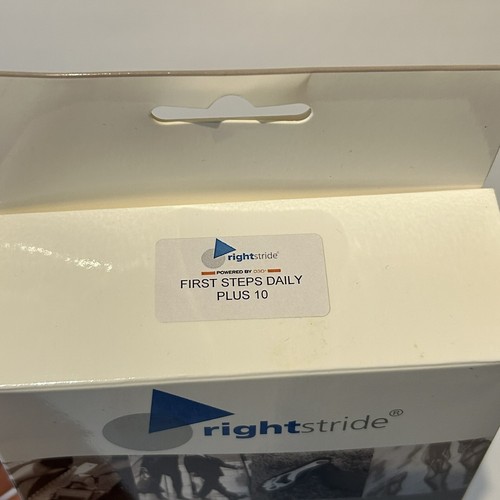 rightstride®
POWERED BY
FIRST STEPS DAILY
PLUS 10
rightstride®